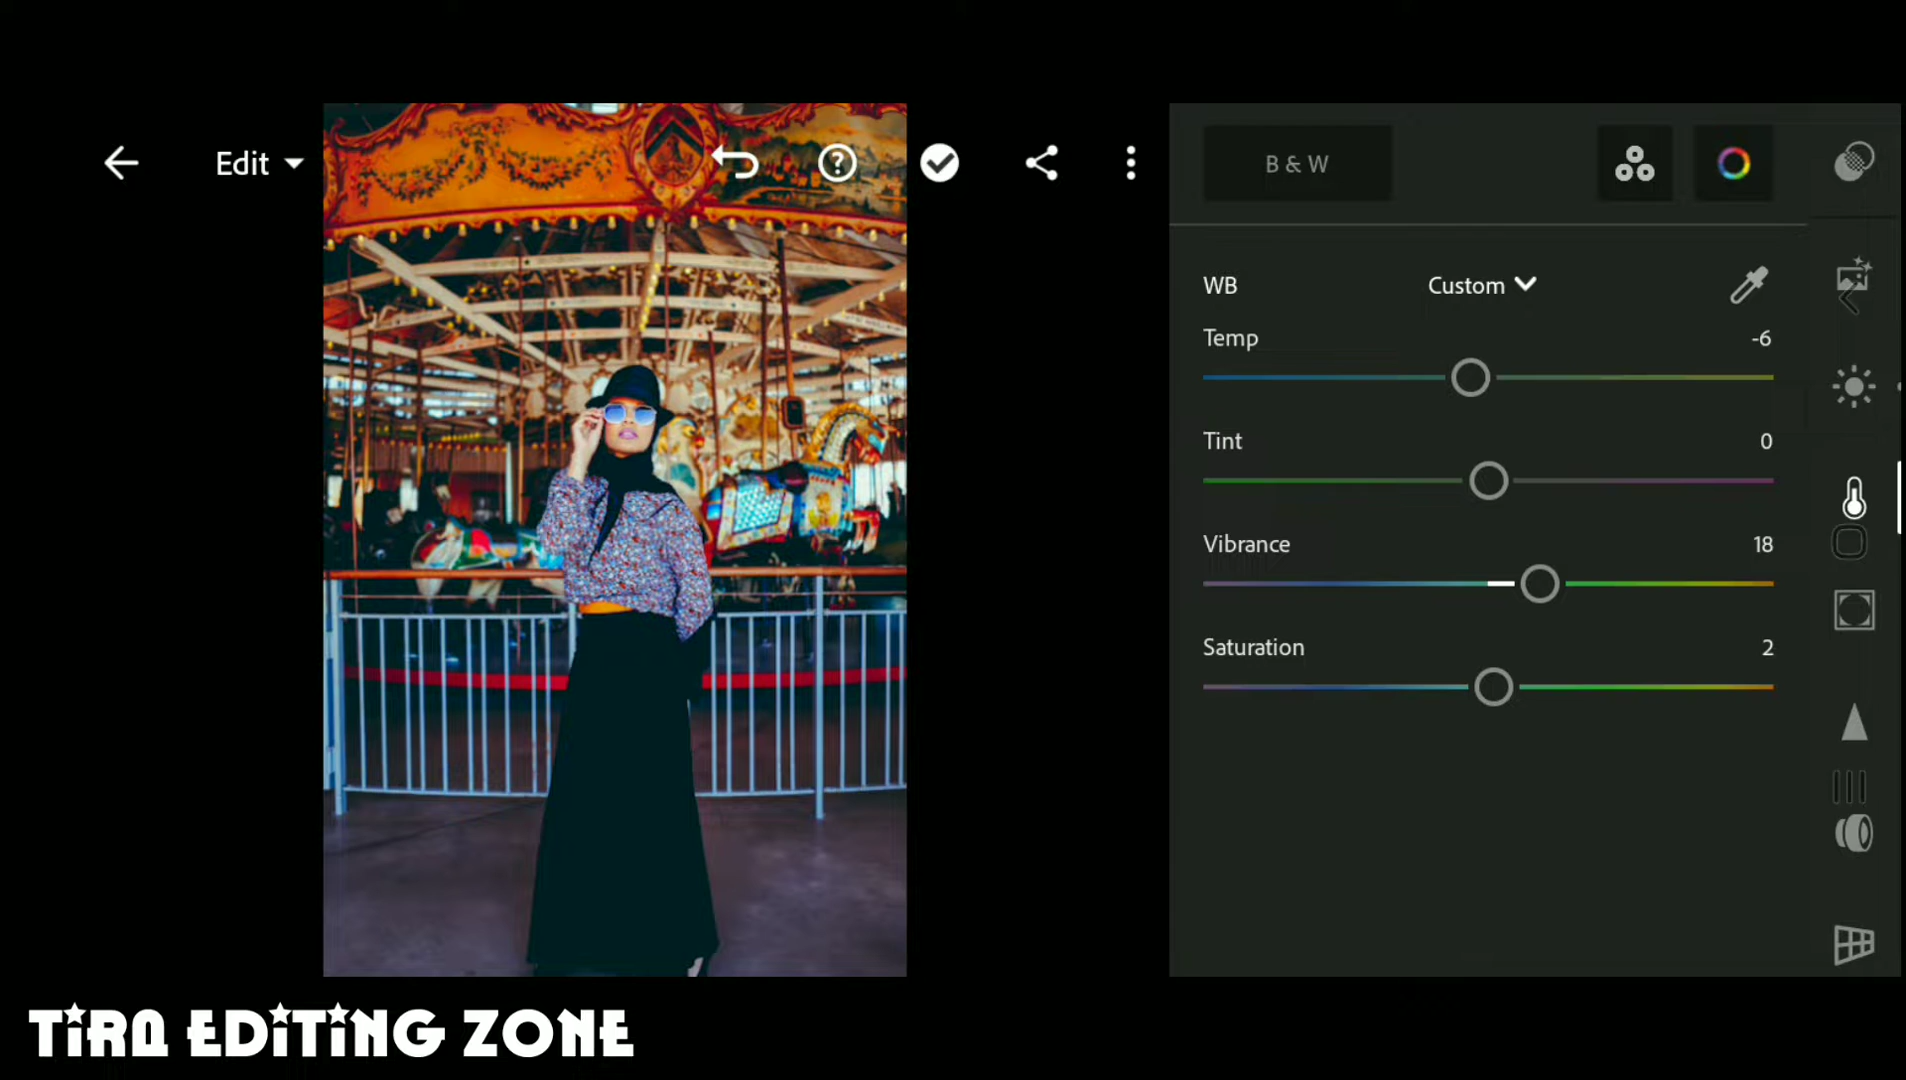 Edit
B & W
WB Custom
Temp -6
Tint 0
Vibrance 18
Saturation 2
TiRA EDiTiNG ZONE